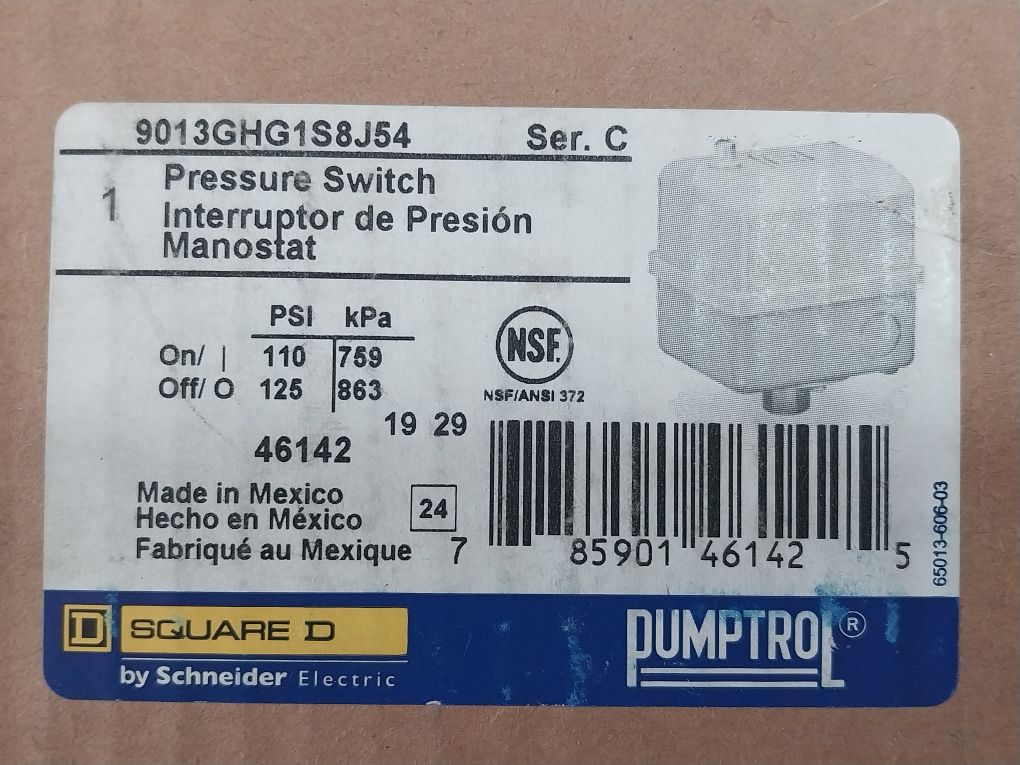 9013GHG1S8J54 Ser. C
1
Pressure Switch
Interruptor de Presión
Manostat
PSI kPa
On/ | 110 759
Off/ O 125 863
NSF.
NSF/ANSI 372
19 29
46142
Made in Mexico
Hecho en México
Fabriqué au Mexique
24
7 85901 46142 5
65013-606-03
D SQUARE D
by Schneider Electric
PUMPTROL®